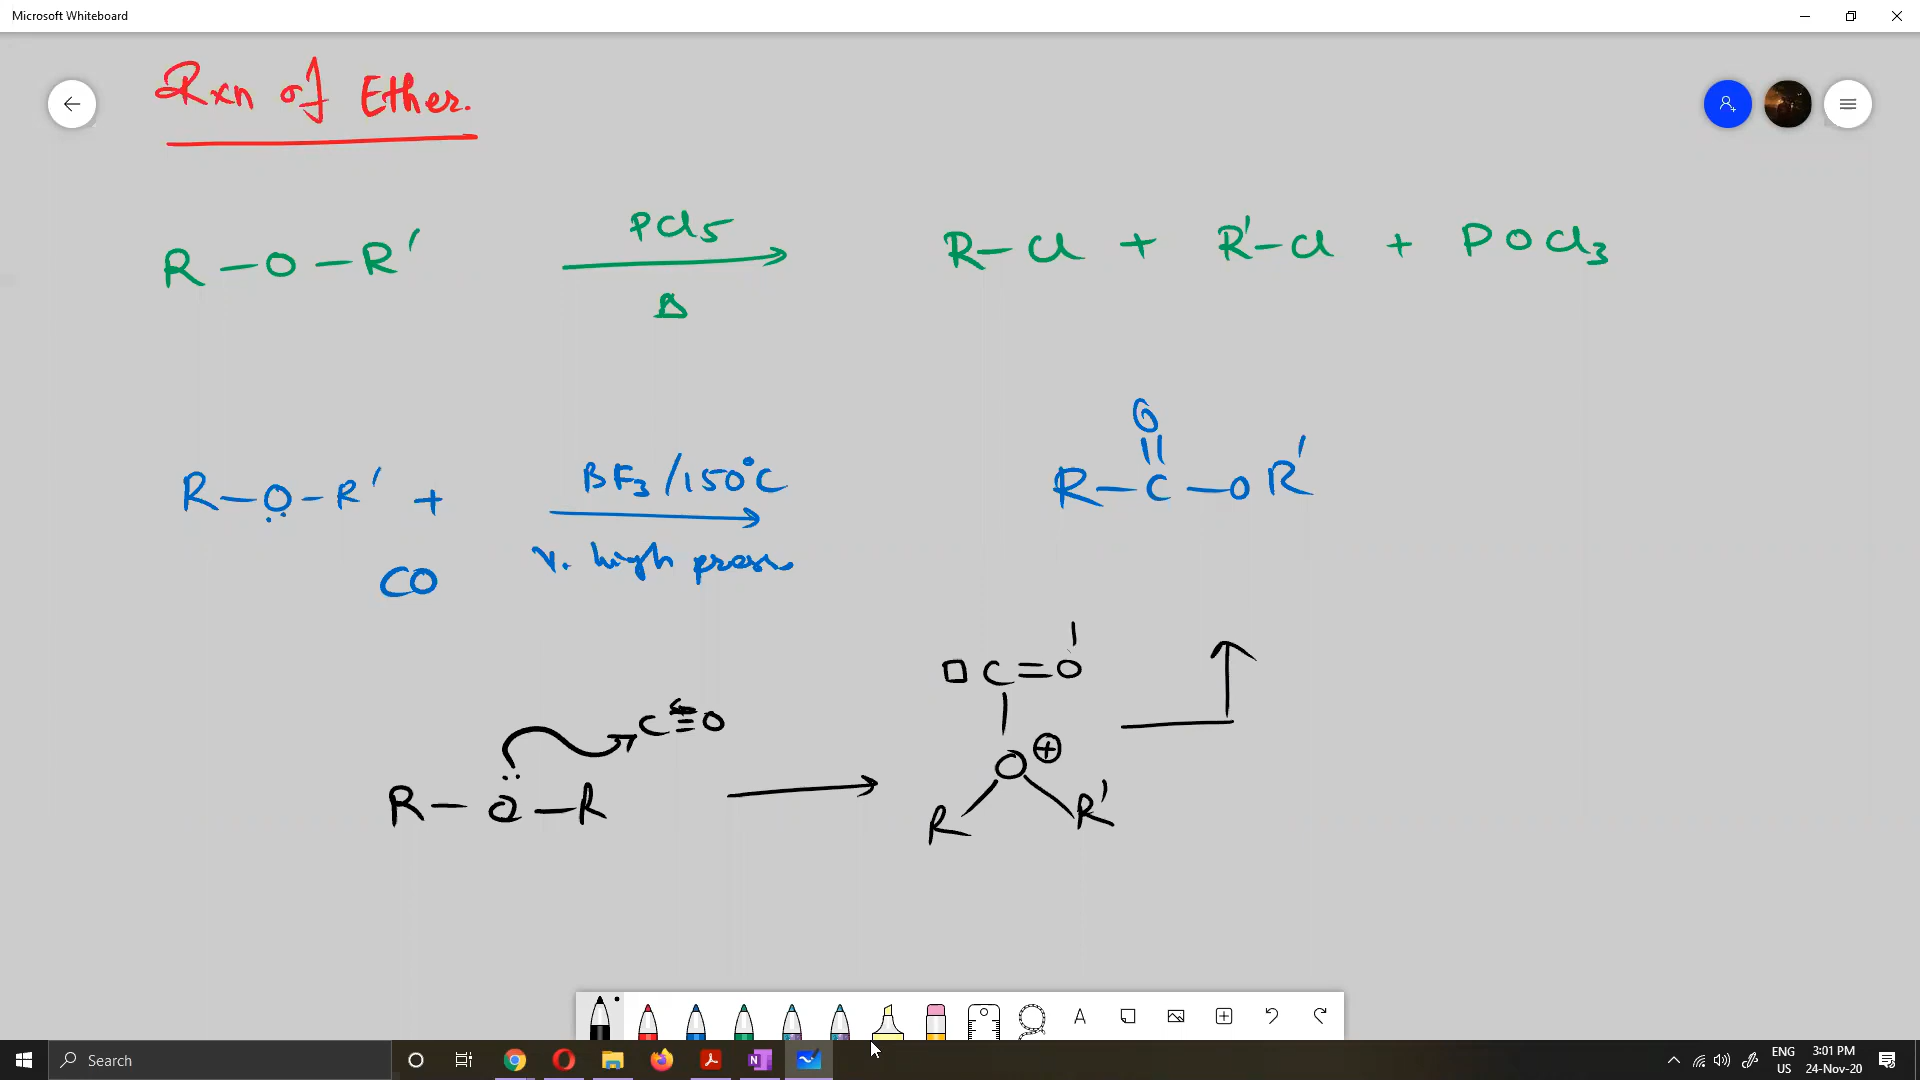 Microsoft Whiteboard
Rxn of Ether.
R-O-R' PCl5 Δ R-Cl + R'-Cl + POCl3
R-O-R' + CO BF3/150°C v. high press R-C-OR'
O
C≡O
R-O-R
C=O
O ⊕
R R'
Search
ENG
US
3:01 PM
24-Nov-20